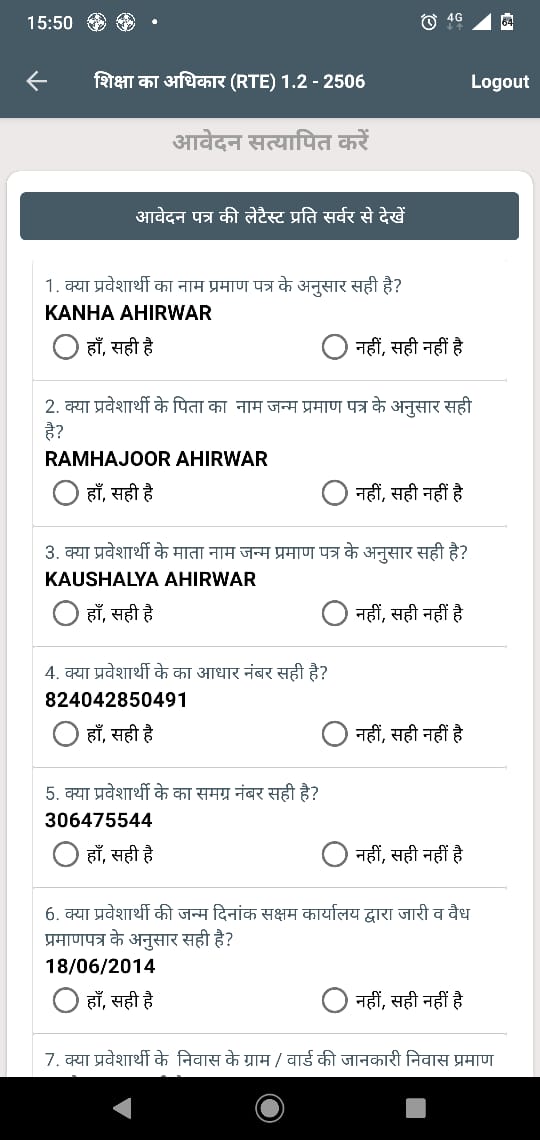 15:50
4G
64
शिक्षा का अधिकार (RTE) 1.2 - 2506
Logout
आवेदन सत्यापित करें
आवेदन पत्र की लेटैस्ट प्रति सर्वर से देखें
1. क्या प्रवेशार्थी का नाम प्रमाण पत्र के अनुसार सही है?
KANHA AHIRWAR
हाँ, सही है
नहीं, सही नहीं है
2. क्या प्रवेशार्थी के पिता का नाम जन्म प्रमाण पत्र के अनुसार सही
है?
RAMHAJOOR AHIRWAR
हाँ, सही है
नहीं, सही नहीं है
3. क्या प्रवेशार्थी के माता नाम जन्म प्रमाण पत्र के अनुसार सही है?
KAUSHALYA AHIRWAR
हाँ, सही है
नहीं, सही नहीं है
4. क्या प्रवेशार्थी के का आधार नंबर सही है?
824042850491
हाँ, सही है
नहीं, सही नहीं है
5. क्या प्रवेशार्थी के का समग्र नंबर सही है?
306475544
हाँ, सही है
नहीं, सही नहीं है
6. क्या प्रवेशार्थी की जन्म दिनांक सक्षम कार्यालय द्वारा जारी व वैध
प्रमाणपत्र के अनुसार सही है?
18/06/2014
हाँ, सही है
नहीं, सही नहीं है
7. क्या प्रवेशार्थी के निवास के ग्राम / वार्ड की जानकारी निवास प्रमाण